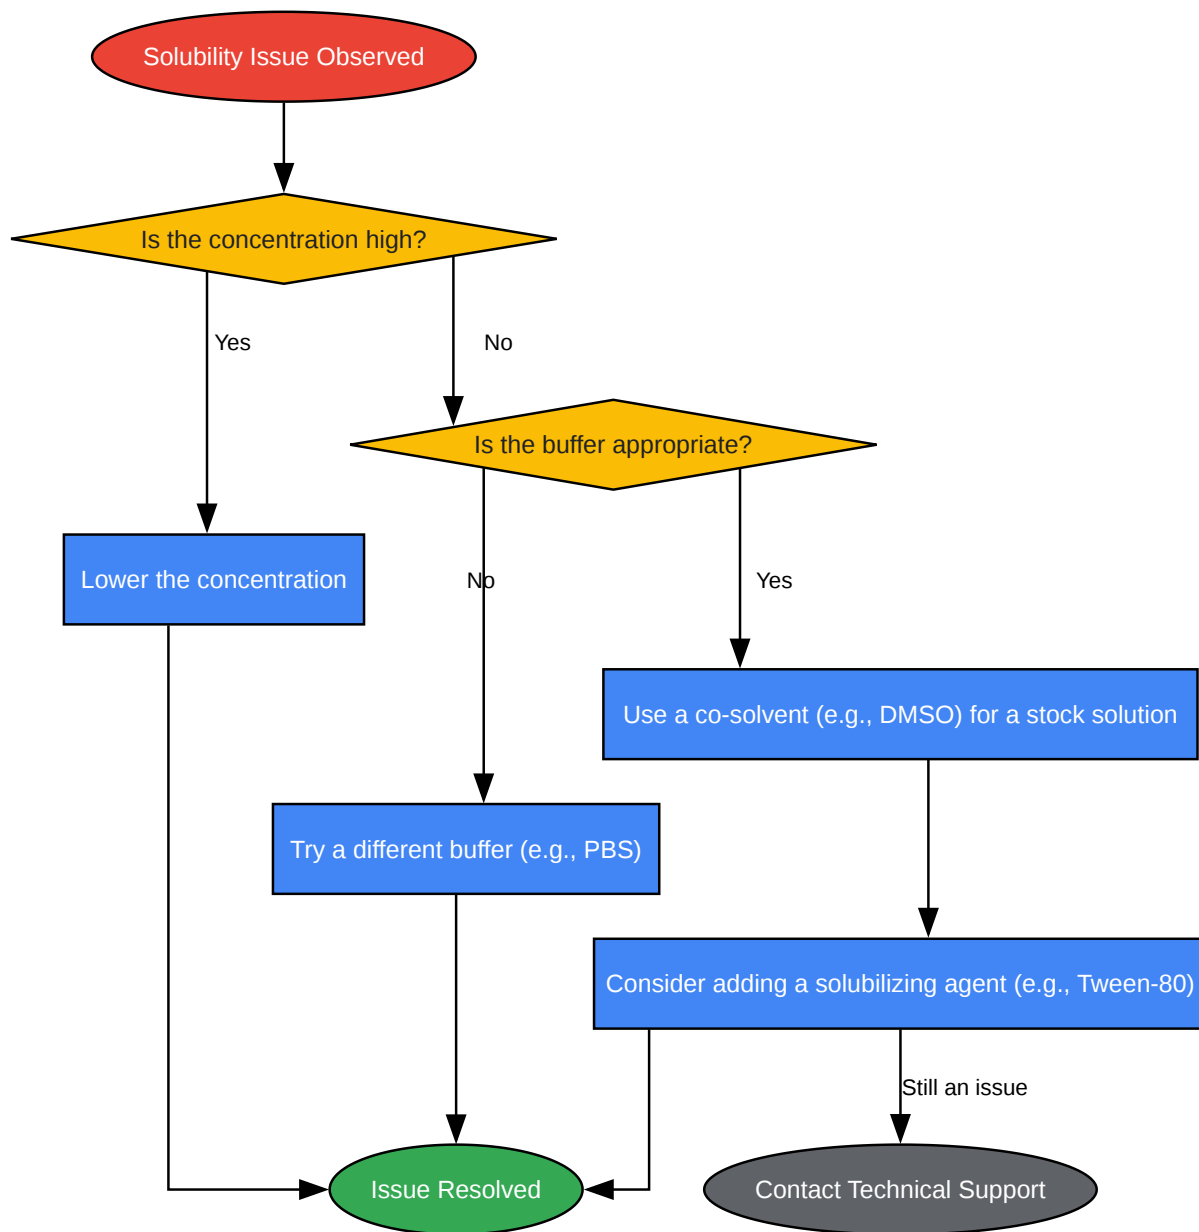 Solubility Issue Observed
Is the concentration high?
Yes
No
Is the buffer appropriate?
Lower the concentration
No
Yes
Use a co-solvent (e.g., DMSO) for a stock solution
Try a different buffer (e.g., PBS)
Consider adding a solubilizing agent (e.g., Tween-80)
Still an issue
Issue Resolved
Contact Technical Support